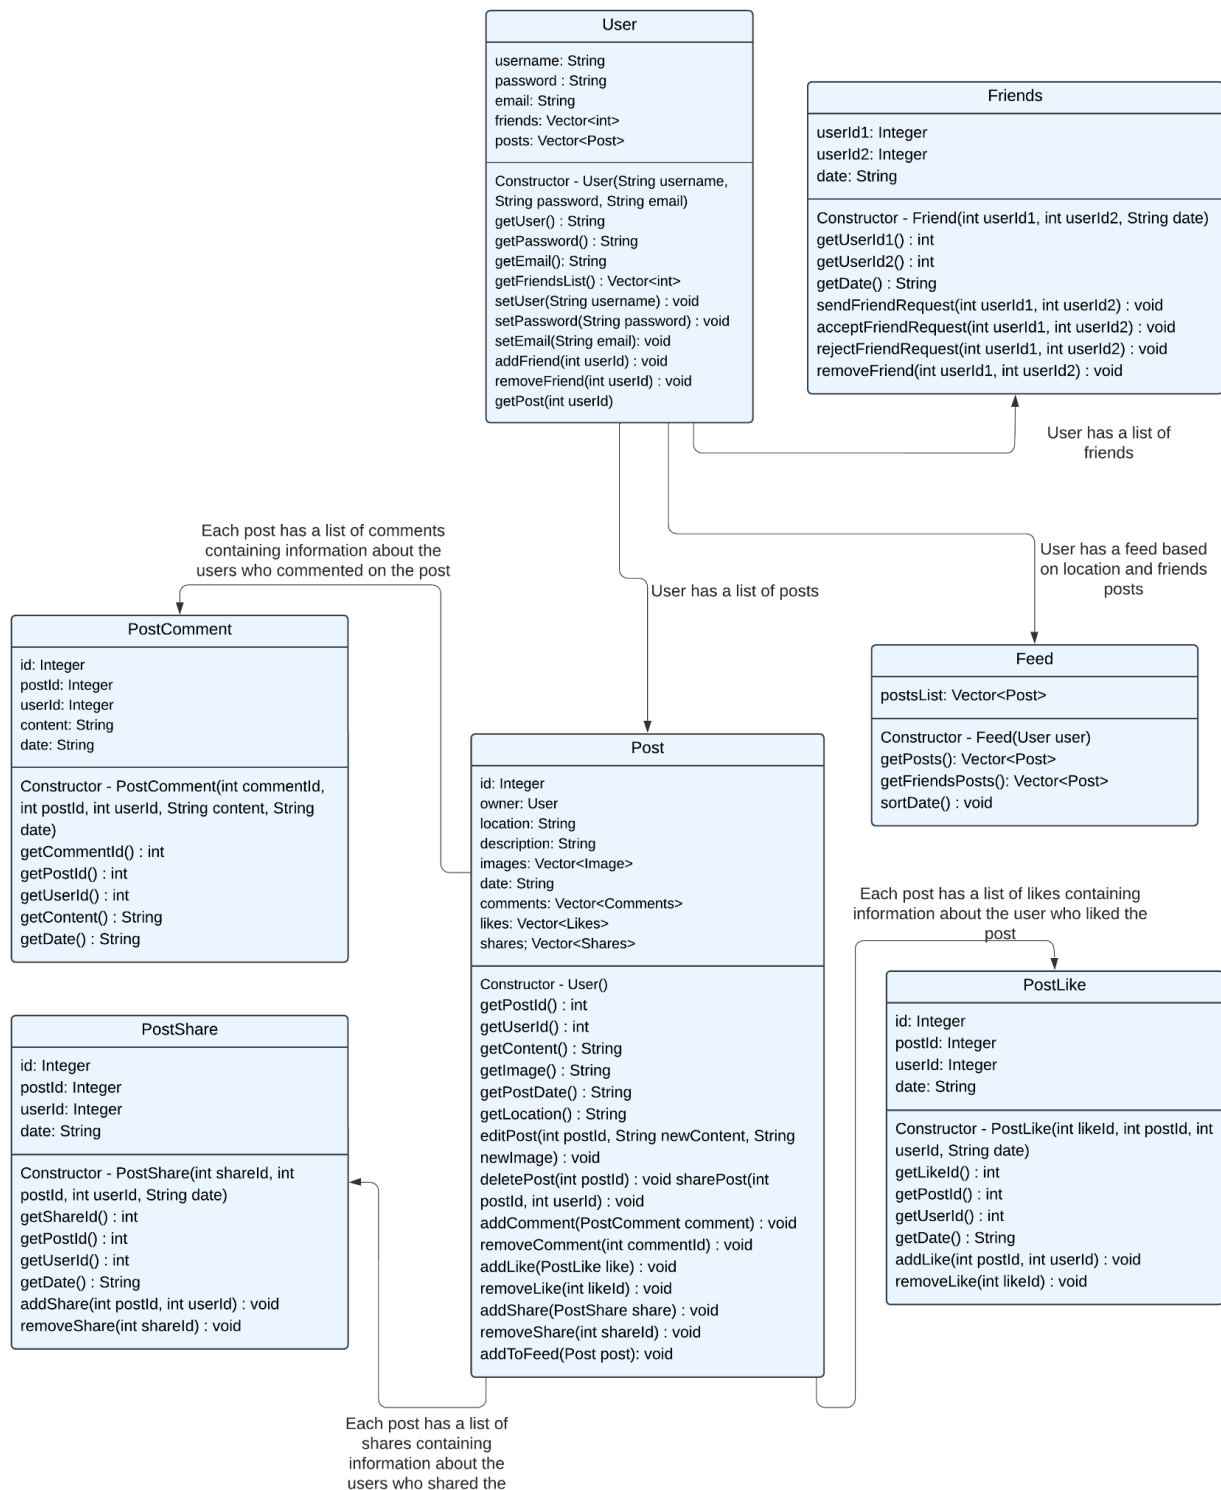 User
username: String
password : String
email: String
friends: Vector<int>
posts: Vector<Post>
Constructor - User(String username,
String password, String email)
getUser() : String
getPassword() : String
getEmail(): String
getFriendsList() : Vector<int>
setUser(String username) : void
setPassword(String password) : void
setEmail(String email): void
addFriend(int userId) : void
removeFriend(int userId) : void
getPost(int userId)
Friends
userId1: Integer
userId2: Integer
date: String
Constructor - Friend(int userId1, int userId2, String date)
getUserId1() : int
getUserId2() : int
getDate() : String
sendFriendRequest(int userId1, int userId2) : void
acceptFriendRequest(int userId1, int userId2) : void
rejectFriendRequest(int userId1, int userId2) : void
removeFriend(int userId1, int userId2) : void
User has a list of
friends
Each post has a list of comments
containing information about the
users who commented on the post
User has a list of posts
User has a feed based
on location and friends
posts
PostComment
id: Integer
postId: Integer
userId: Integer
content: String
date: String
Constructor - PostComment(int commentId,
int postId, int userId, String content, String
date)
getCommentId() : int
getPostId() : int
getUserId() : int
getContent() : String
getDate() : String
Feed
postsList: Vector<Post>
Constructor - Feed(User user)
getPosts(): Vector<Post>
getFriendsPosts(): Vector<Post>
sortDate() : void
Post
id: Integer
owner: User
location: String
description: String
images: Vector<Image>
date: String
comments: Vector<Comments>
likes: Vector<Likes>
shares; Vector<Shares>
Constructor - User()
getPostId() : int
getUserId() : int
getContent() : String
getImage() : String
getPostDate() : String
getLocation() : String
editPost(int postId, String newContent, String
newImage) : void
deletePost(int postId) : void sharePost(int
postId, int userId) : void
addComment(PostComment comment) : void
removeComment(int commentId) : void
addLike(PostLike like) : void
removeLike(int likeId) : void
addShare(PostShare share) : void
removeShare(int shareId) : void
addToFeed(Post post): void
Each post has a list of likes containing
information about the user who liked the
post
PostLike
id: Integer
postId: Integer
userId: Integer
date: String
Constructor - PostLike(int likeId, int postId, int
userId, String date)
getLikeId() : int
getPostId() : int
getUserId() : int
getDate() : String
addLike(int postId, int userId) : void
removeLike(int likeId) : void
PostShare
id: Integer
postId: Integer
userId: Integer
date: String
Constructor - PostShare(int shareId, int
postId, int userId, String date)
getShareId() : int
getPostId() : int
getUserId() : int
getDate() : String
addShare(int postId, int userId) : void
removeShare(int shareId) : void
Each post has a list of
shares containing
information about the
users who shared the